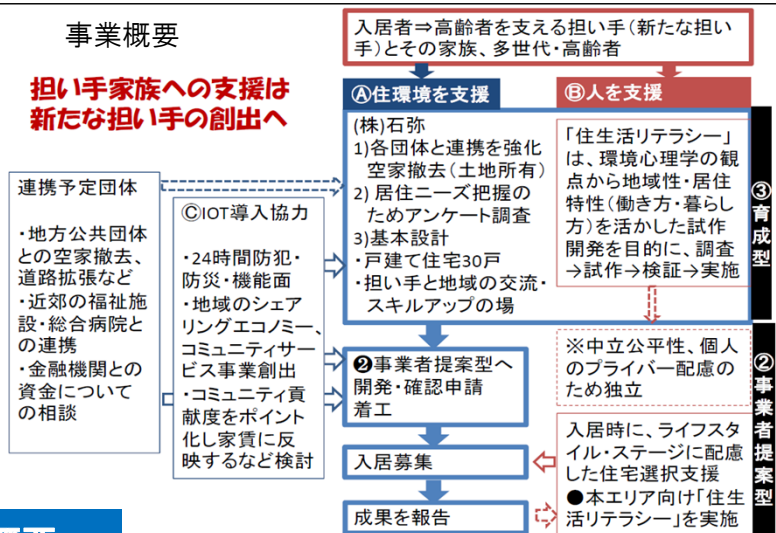 事業概要
担い手家族への支援は
新たな担い手の創出へ
入居者⇒高齢者を支える担い手（新たな担い
手）とその家族、多世代・高齢者
Ⓐ住環境を支援
Ⓑ人を支援
(株)石弥
1)各団体と連携を強化
空家撤去（土地所有）
2) 居住ニーズ把握の
ためアンケート調査
3)基本設計
・戸建て住宅30戸
・担い手と地域の交流・
スキルアップの場
「住生活リテラシー」
は、環境心理学の観
点から地域性・居住
特性（働き方・暮らし
方）を活かした試作
開発を目的に、調査
→試作→検証→実施
③育成型
連携予定団体
・地方公共団体
との空家撤去、
道路拡張など
・近郊の福祉施
設・総合病院と
の連携
・金融機関との
資金について
の相談
ⒸIOT導入協力
・24時間防犯・
防災・機能面
・地域のシェア
リングエコノミー、
コミュニティサー
ビス事業創出
・コミュニティ貢
献度をポイント
化し家賃に反
映するなど検討
❷事業者提案型へ
開発・確認申請
着工
※中立公平性、個人
のプライバー配慮の
ため独立
②事業者提案型
入居募集
入居時に、ライフスタ
イル・ステージに配慮
した住宅選択支援
●本エリア向け「住生
活リテラシー」を実施
成果を報告